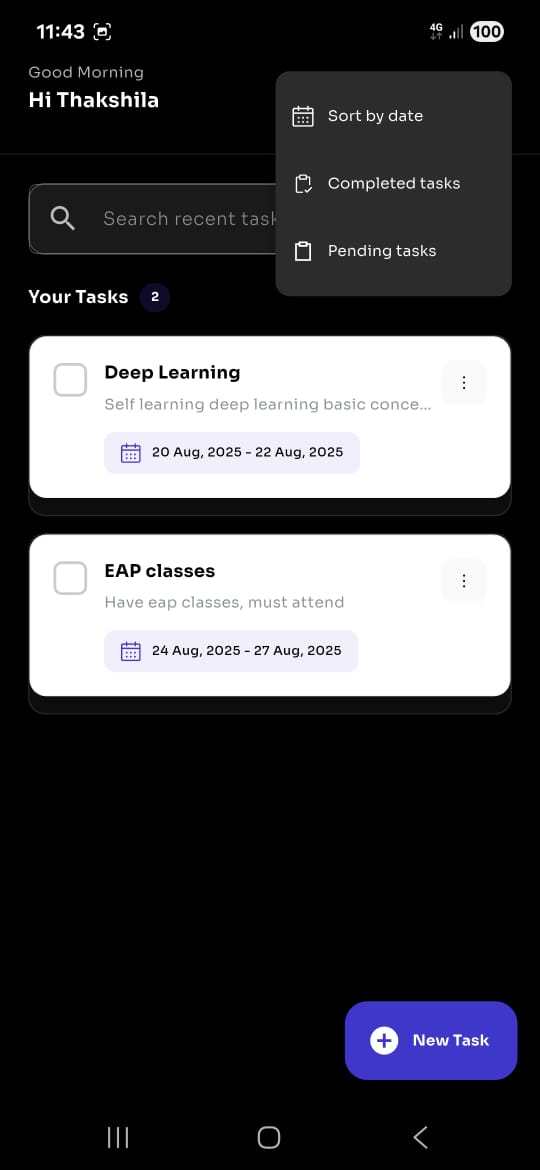 11:43
4G
100
Good Morning
Hi Thakshila
Sort by date
Completed tasks
Pending tasks
Search recent task
Your Tasks 2
Deep Learning
Self learning deep learning basic conce...
20 Aug, 2025 - 22 Aug, 2025
EAP classes
Have eap classes, must attend
24 Aug, 2025 - 27 Aug, 2025
New Task